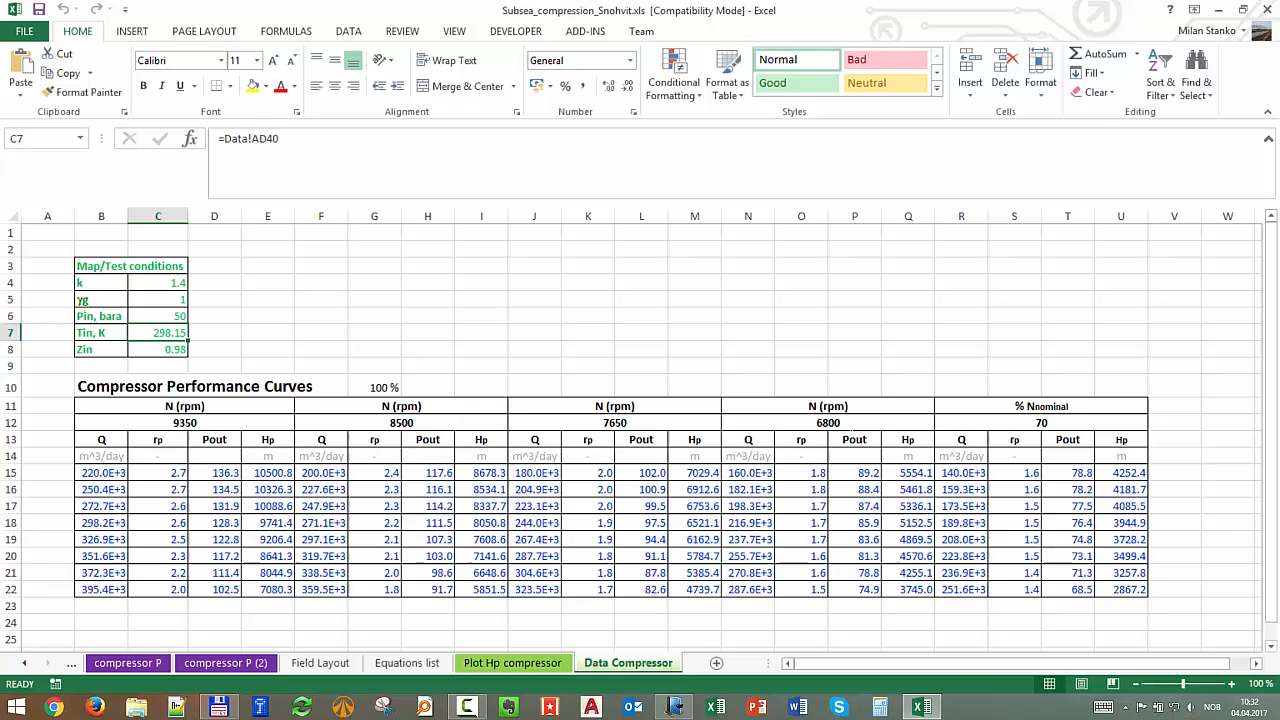 Subsea_compression_Snohvit.xls [Compatibility Mode] - Excel
FILE HOME INSERT PAGE LAYOUT FORMULAS DATA REVIEW VIEW DEVELOPER ADD-INS Team Milan Stanko
Paste Cut Copy Format Painter
Calibri 11 Wrap Text Merge & Center
General
Conditional Formatting Format as Table
Normal Bad
Good Neutral
Insert Delete Format
AutoSum Fill Clear
Sort & Filter Find & Select
Clipboard Font Alignment Number Styles Cells Editing
C7 fx =Data!AD40
A B C D E F G H I J K L M N O P Q R S T U V W
1
2
3 Map/Test conditions
4 k 1.4
5 γg 1
6 Pin, bara 50
7 Tin, K 298.15
8 Zin 0.98
9
10 Compressor Performance Curves 100 %
11 N (rpm) N (rpm) N (rpm) N (rpm) % Nnominal
12 9350 8500 7650 6800 70
13 Q rp Pout Hp Q rp Pout Hp Q rp Pout Hp Q rp Pout Hp Q rp Pout Hp
14 m^3/day - m m^3/day - m m^3/day - m m^3/day - m m^3/day - m
15 220.0E+3 2.7 136.3 10500.8 200.0E+3 2.4 117.6 8678.3 180.0E+3 2.0 102.0 7029.4 160.0E+3 1.8 89.2 5554.1 140.0E+3 1.6 78.8 4252.4
16 250.4E+3 2.7 134.5 10326.3 227.6E+3 2.3 116.1 8534.1 204.9E+3 2.0 100.9 6912.6 182.1E+3 1.8 88.4 5461.8 159.3E+3 1.6 78.2 4181.7
17 272.7E+3 2.6 131.9 10088.6 247.9E+3 2.3 114.2 8337.7 223.1E+3 2.0 99.5 6753.6 198.3E+3 1.7 87.4 5336.1 173.5E+3 1.5 77.5 4085.5
18 298.2E+3 2.6 128.3 9741.4 271.1E+3 2.2 111.5 8050.8 244.0E+3 1.9 97.5 6521.1 216.9E+3 1.7 85.9 5152.5 189.8E+3 1.5 76.4 3944.9
19 326.9E+3 2.5 122.8 9206.4 297.1E+3 2.1 107.3 7608.6 267.4E+3 1.9 94.4 6162.9 237.7E+3 1.7 83.6 4869.5 208.0E+3 1.5 74.8 3728.2
20 351.6E+3 2.3 117.2 8641.3 319.7E+3 2.1 103.0 7141.6 287.7E+3 1.8 91.1 5784.7 255.7E+3 1.6 81.3 4570.6 223.8E+3 1.5 73.1 3499.4
21 372.3E+3 2.2 111.4 8044.9 338.5E+3 2.0 98.6 6648.6 304.6E+3 1.8 87.8 5385.4 270.8E+3 1.6 78.8 4255.1 236.9E+3 1.4 71.3 3257.8
22 395.4E+3 2.0 102.5 7080.3 359.5E+3 1.8 91.7 5851.5 323.5E+3 1.7 82.6 4739.7 287.6E+3 1.5 74.9 3745.0 251.6E+3 1.4 68.5 2867.2
23
24
25
... compressor P compressor P (2) Field Layout Equations list Plot Hp compressor Data Compressor
READY 100 %
NOB 10:32
04.04.2017